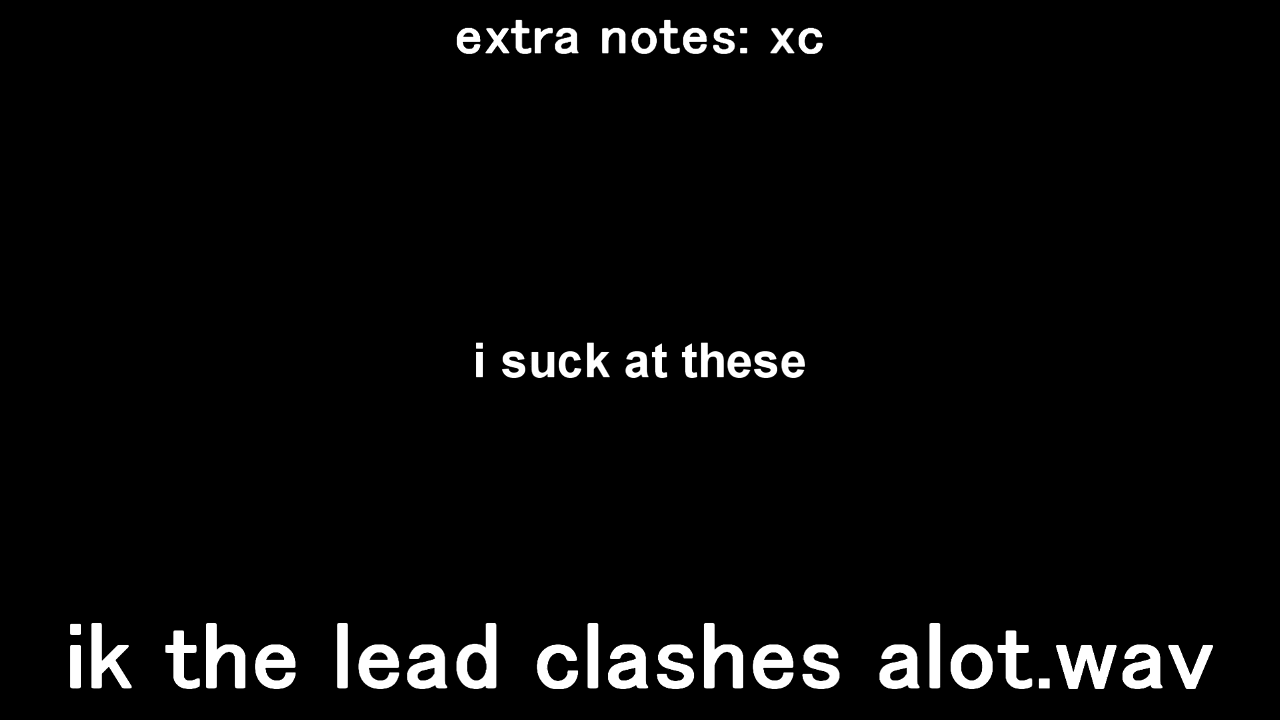 extra notes: xc
i suck at these
ik the lead clashes alot.wav